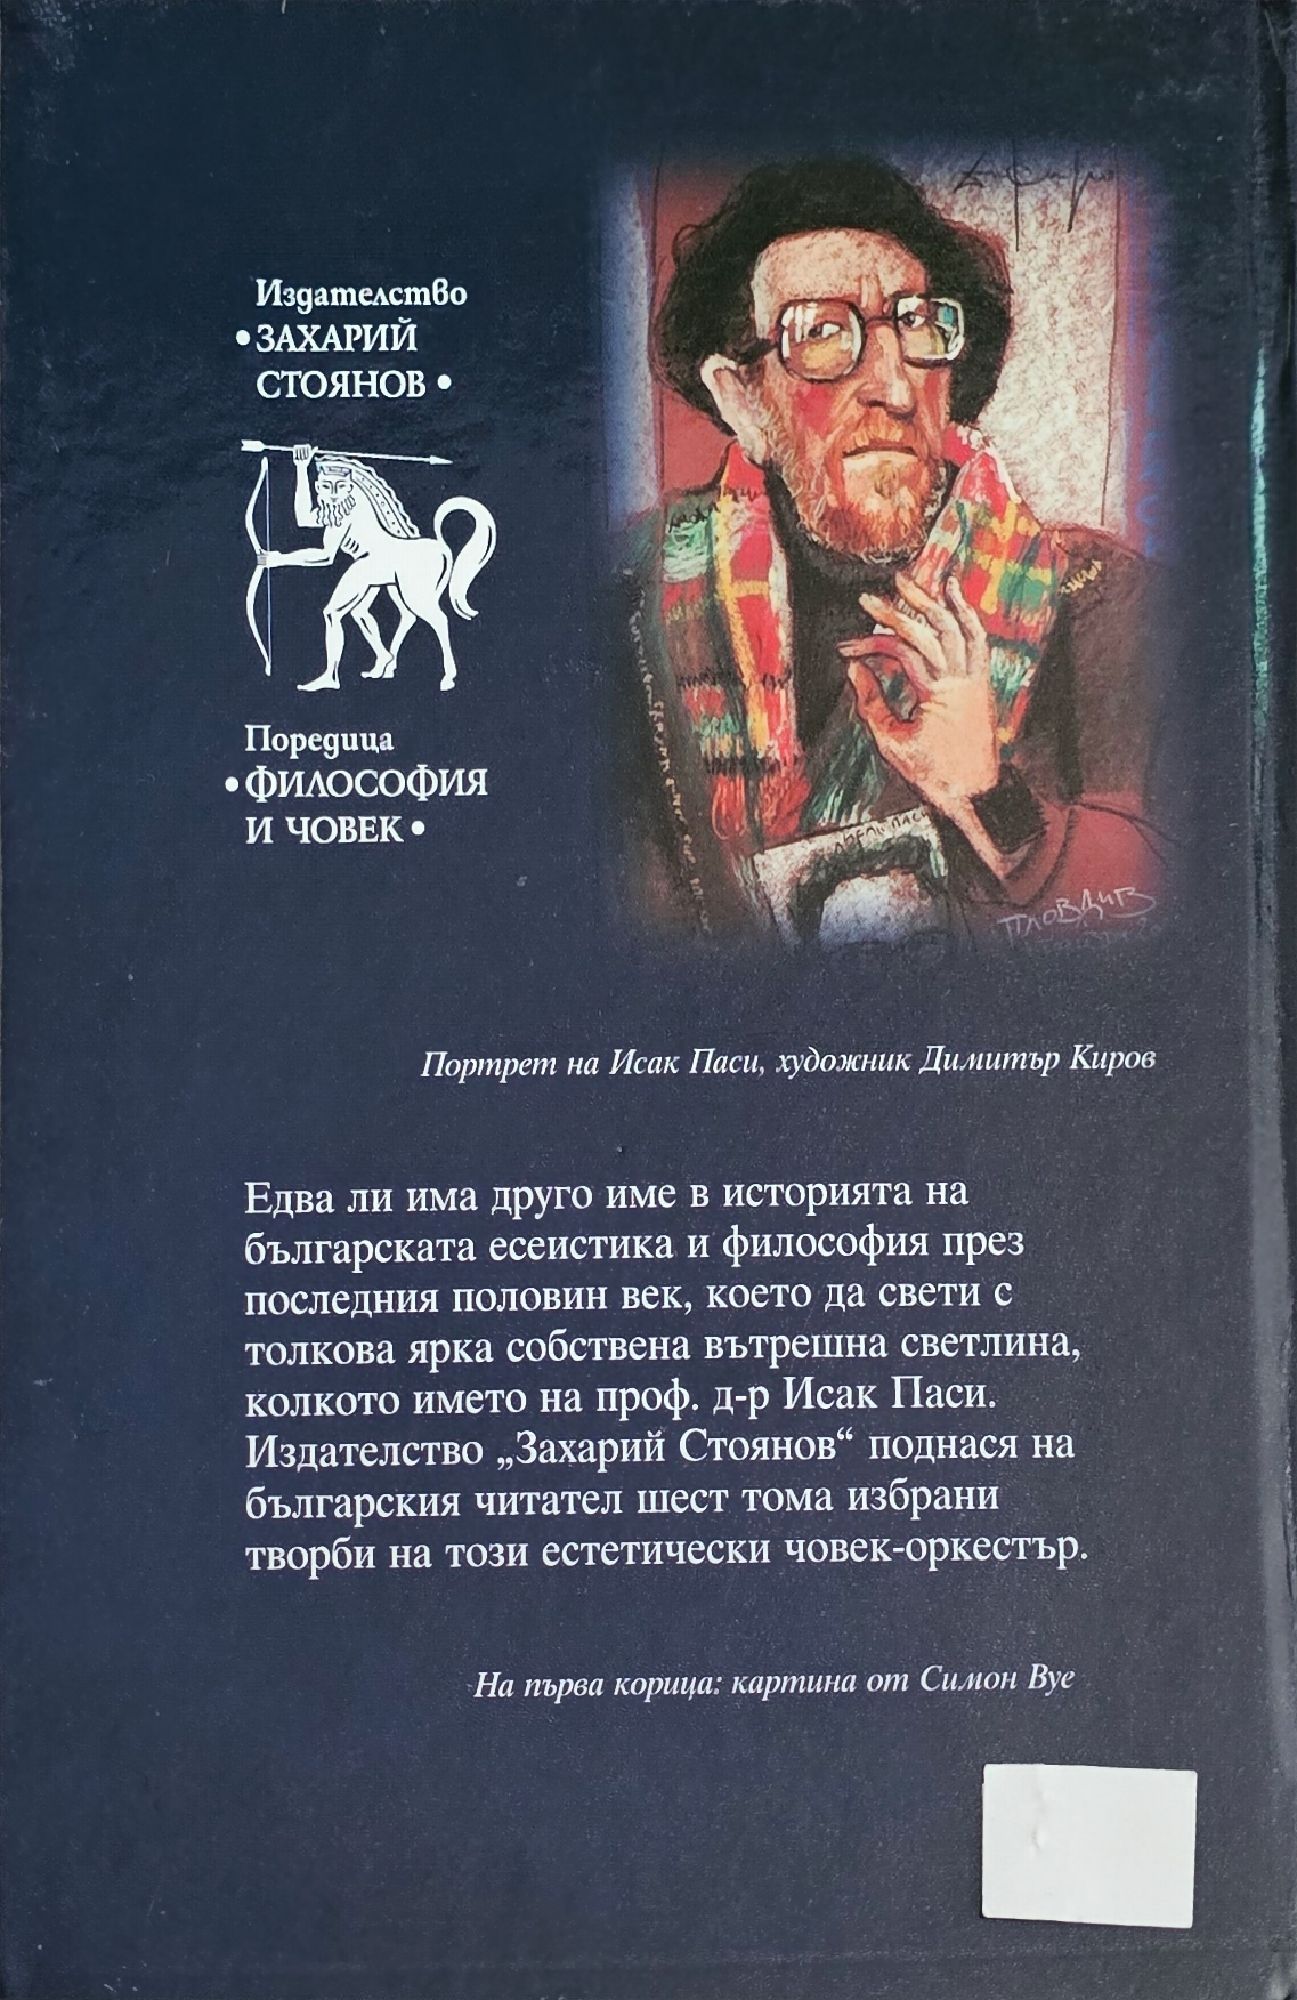 Издателство
• ЗАХАРИЙ
СТОЯНОВ •
Поредица
• ФИЛОСОФИЯ
И ЧОВЕК •
ПЛОВДИВ
Портрет на Исак Паси, художник Димитър Киров
Едва ли има друго име в историята на
българската есеистика и философия през
последния половин век, което да свети с
толкова ярка собствена вътрешна светлина,
колкото името на проф. д-р Исак Паси.
Издателство „Захарий Стоянов“ поднася на
българския читател шест тома избрани
творби на този естетически човек-оркестър.
На първа корица: картина от Симон Вуе